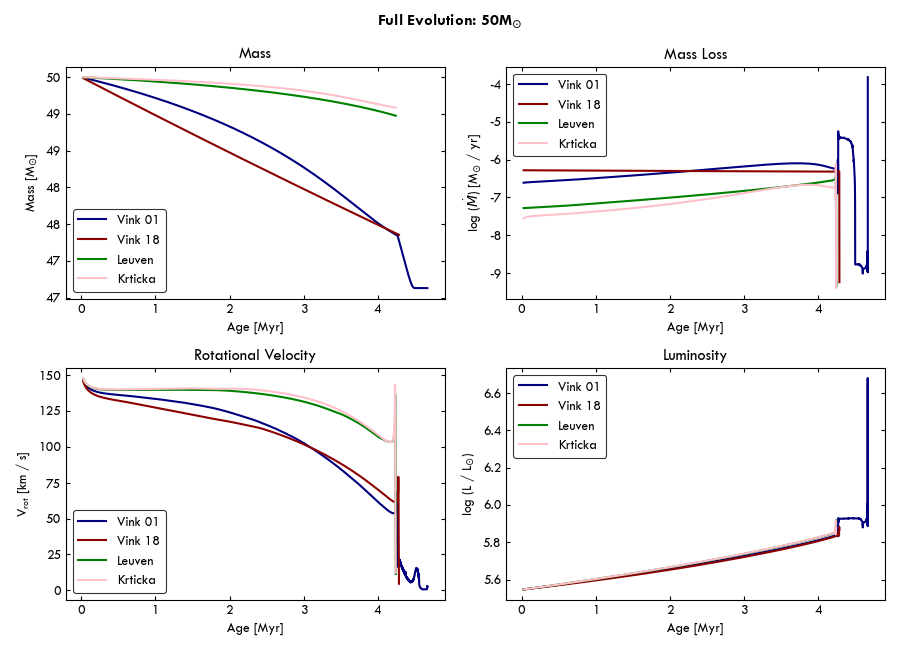 Full Evolution: 50M⊙
Mass
Mass [M⊙]
50
49
49
48
48
47
47
0 1 2 3 4
Age [Myr]
Vink 01
Vink 18
Leuven
Krticka
Mass Loss
log (Ṁ) [M⊙ / yr]
-4
-5
-6
-7
-8
-9
0 1 2 3 4
Age [Myr]
Vink 01
Vink 18
Leuven
Krticka
Rotational Velocity
Vrot [km / s]
150
125
100
75
50
25
0
0 1 2 3 4
Age [Myr]
Vink 01
Vink 18
Leuven
Krticka
Luminosity
log (L / L⊙)
6.6
6.4
6.2
6.0
5.8
5.6
0 1 2 3 4
Age [Myr]
Vink 01
Vink 18
Leuven
Krticka